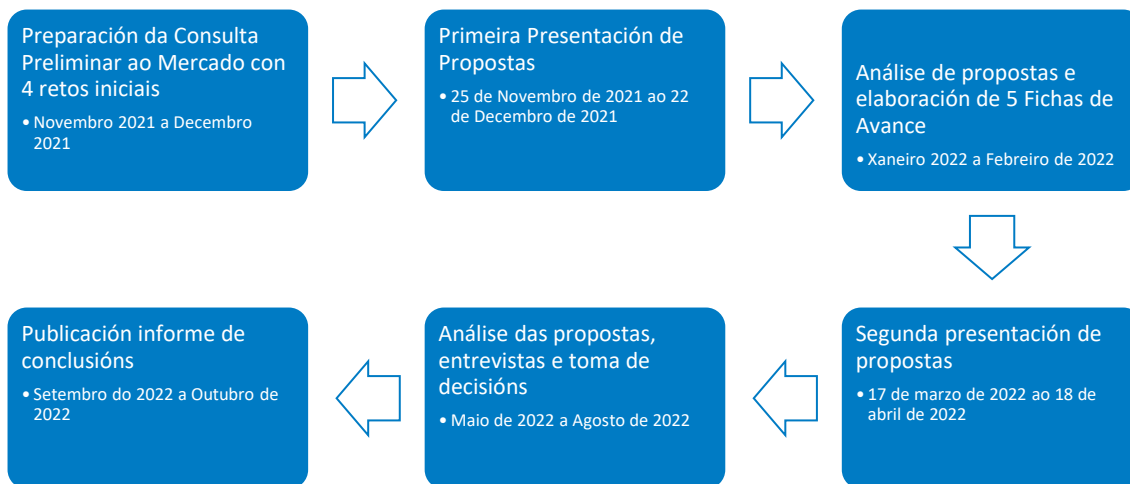 Preparación da Consulta
Preliminar ao Mercado con
4 retos iniciais
• Novembro 2021 a Decembro
2021
Primeira Presentación de
Propostas
• 25 de Novembro de 2021 ao 22
de Decembro de 2021
Análise de propostas e
elaboración de 5 Fichas de
Avance
• Xaneiro 2022 a Febreiro de 2022
Segunda presentación de
propostas
• 17 de marzo de 2022 ao 18 de
abril de 2022
Análise das propostas,
entrevistas e toma de
decisións
• Maio de 2022 a Agosto de 2022
Publicación informe de
conclusións
• Setembro do 2022 a Outubro de
2022